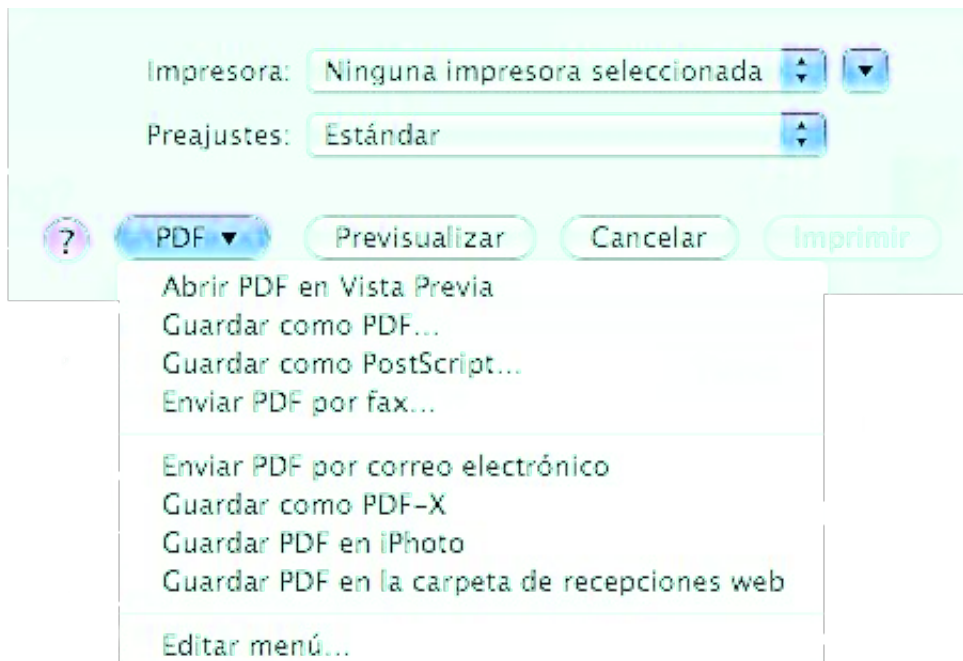 Impresora: Ninguna impresora seleccionada
Preajustes: Estándar
? PDF Previsualizar Cancelar Imprimir
Abrir PDF en Vista Previa
Guardar como PDF...
Guardar como PostScript...
Enviar PDF por fax...
Enviar PDF por correo electrónico
Guardar como PDF-X
Guardar PDF en iPhoto
Guardar PDF en la carpeta de recepciones web
Editar menú...